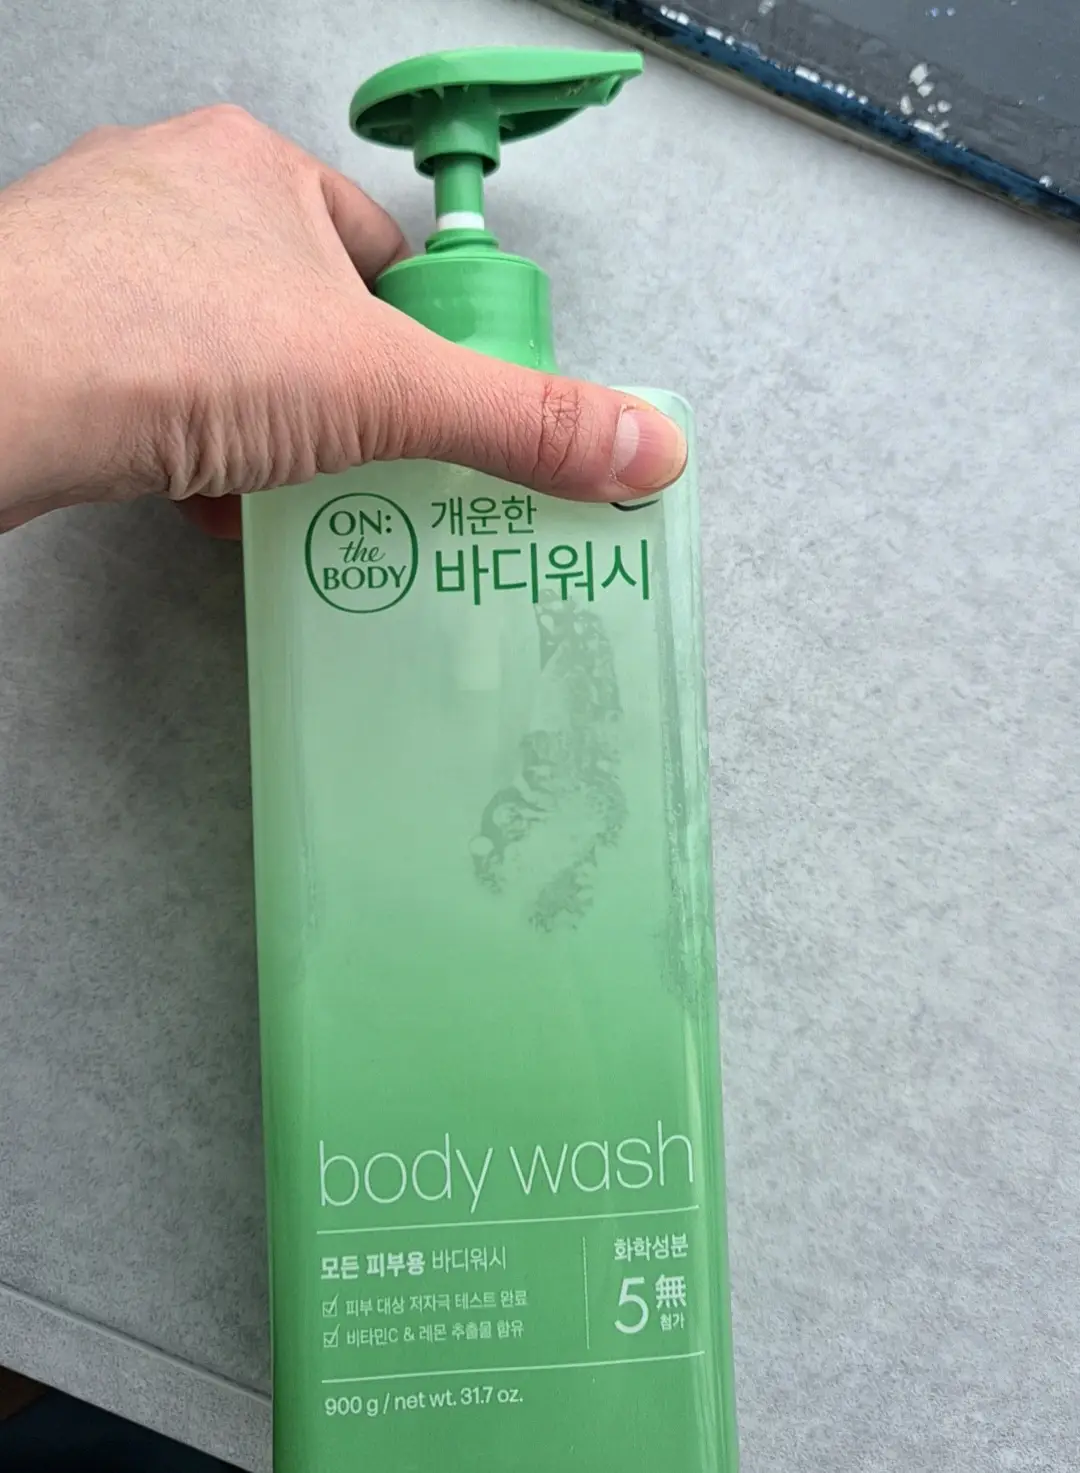 ON:
the
BODY
개운한
바디워시
body wash
모든 피부용 바디워시
피부 대상 저자극 테스트 완료
비타민C & 레몬 추출물 함유
화학성분
5無
첨가
900 g / net wt. 31.7 oz.